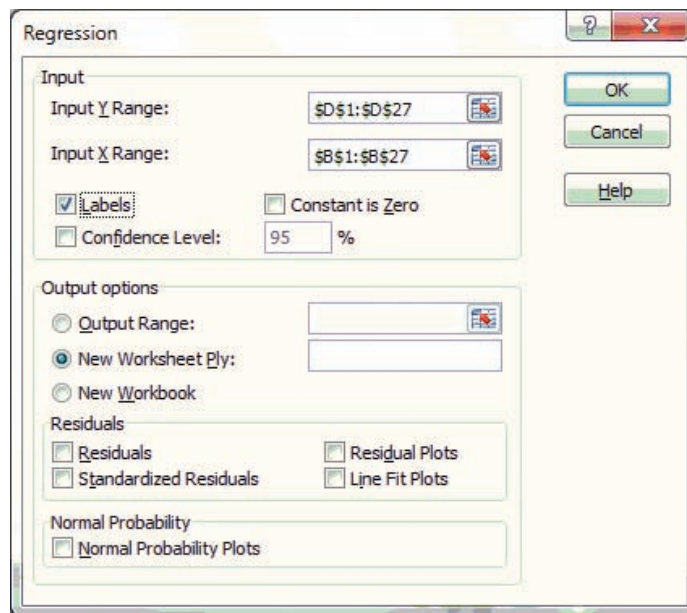 Regression
Input
Input Y Range: $D$1:$D$27
Input X Range: $B$1:$B$27
Labels Constant is Zero
Confidence Level: 95 %
OK
Cancel
Help
Output options
Output Range:
New Worksheet Ply:
New Workbook
Residuals
Residuals Residual Plots
Standardized Residuals Line Fit Plots
Normal Probability
Normal Probability Plots